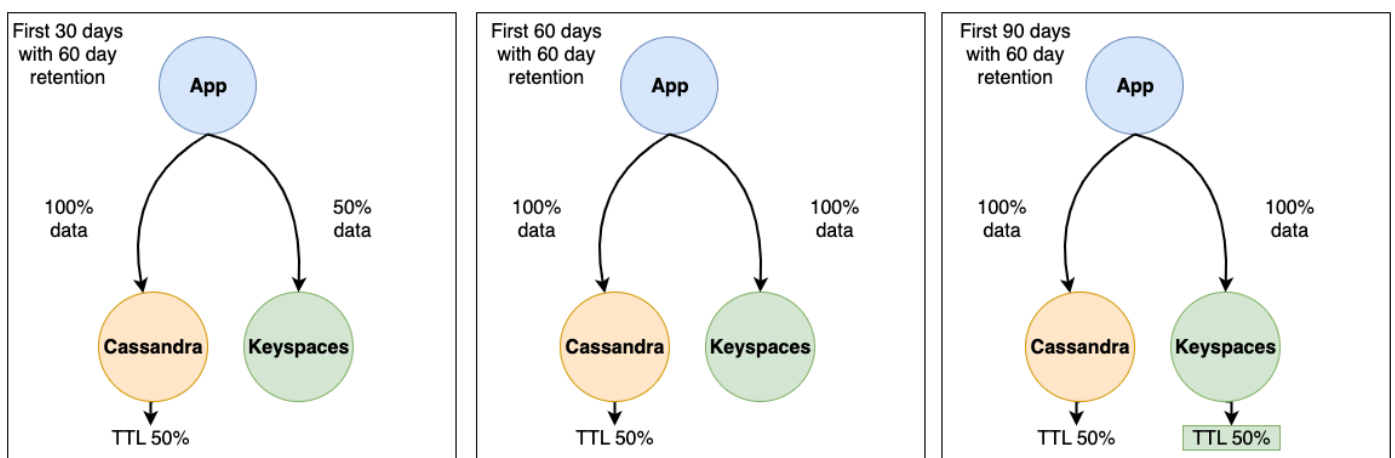 First 30 days
with 60 day
retention
App
100%
data
50%
data
Cassandra
Keyspaces
TTL 50%
First 60 days
with 60 day
retention
App
100%
data
100%
data
Cassandra
Keyspaces
TTL 50%
First 90 days
with 60 day
retention
App
100%
data
100%
data
Cassandra
Keyspaces
TTL 50%
TTL 50%